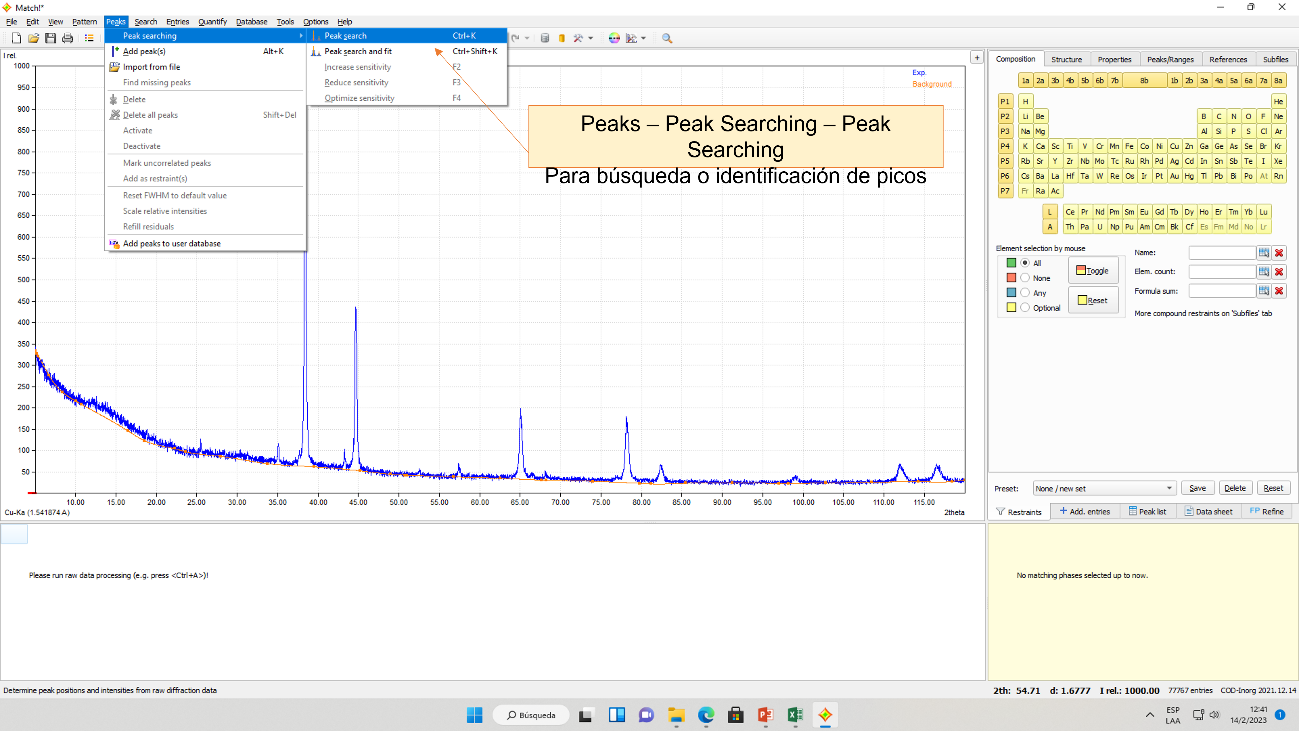 Match!*
File Edit View Pattern Peaks Search Entries Quantify Database Tools Options Help
Peak searching
Add peak(s) Alt+K
Import from file
Find missing peaks
Delete
Delete all peaks Shift+Del
Activate
Deactivate
Mark uncorrelated peaks
Add as restraint(s)
Reset FWHM to default value
Scale relative intensities
Refill residuals
Add peaks to user database
Peak search Ctrl+K
Peak search and fit Ctrl+Shift+K
Increase sensitivity F2
Reduce sensitivity F3
Optimize sensitivity F4
Peaks – Peak Searching – Peak
Searching
Para búsqueda o identificación de picos
I rel.
Exp.
Background
1000
950
900
850
800
750
700
650
600
550
500
450
400
350
300
250
200
150
100
50
10.00 15.00 20.00 25.00 30.00 35.00 40.00 45.00 50.00 55.00 60.00 65.00 70.00 75.00 80.00 85.00 90.00 95.00 100.00 105.00 110.00 115.00
Cu-Ka (1.541874 A) 2theta
Composition Structure Properties Peaks/Ranges References Subfiles
1a 2a 3b 4b 5b 6b 7b 8b 1b 2b 3a 4a 5a 6a 7a 8a
P1 H He
P2 Li Be B C N O F Ne
P3 Na Mg Al Si P S Cl Ar
P4 K Ca Sc Ti V Cr Mn Fe Co Ni Cu Zn Ga Ge As Se Br Kr
P5 Rb Sr Y Zr Nb Mo Tc Ru Rh Pd Ag Cd In Sn Sb Te I Xe
P6 Cs Ba La Hf Ta W Re Os Ir Pt Au Hg Tl Pb Bi Po At Rn
P7 Fr Ra Ac
L Ce Pr Nd Pm Sm Eu Gd Tb Dy Ho Er Tm Yb Lu
A Th Pa U Np Pu Am Cm Bk Cf Es Fm Md No Lr
Element selection by mouse
All
None
Any
Optional
Toggle
Reset
Name:
Elem. count:
Formula sum:
More compound restraints on 'Subfiles' tab
Preset: None / new set Save Delete Reset
Restraints Add. entries Peak list Data sheet FP Refine
Please run raw data processing (e.g. press <Ctrl+A>)!
No matching phases selected up to now.
Determine peak positions and intensities from raw diffraction data
2th: 54.71 d: 1.6777 I rel.: 1000.00 77767 entries COD-Inorg 2021.12.14
Búsqueda
ESP
LAA
12:41
14/2/2023
1